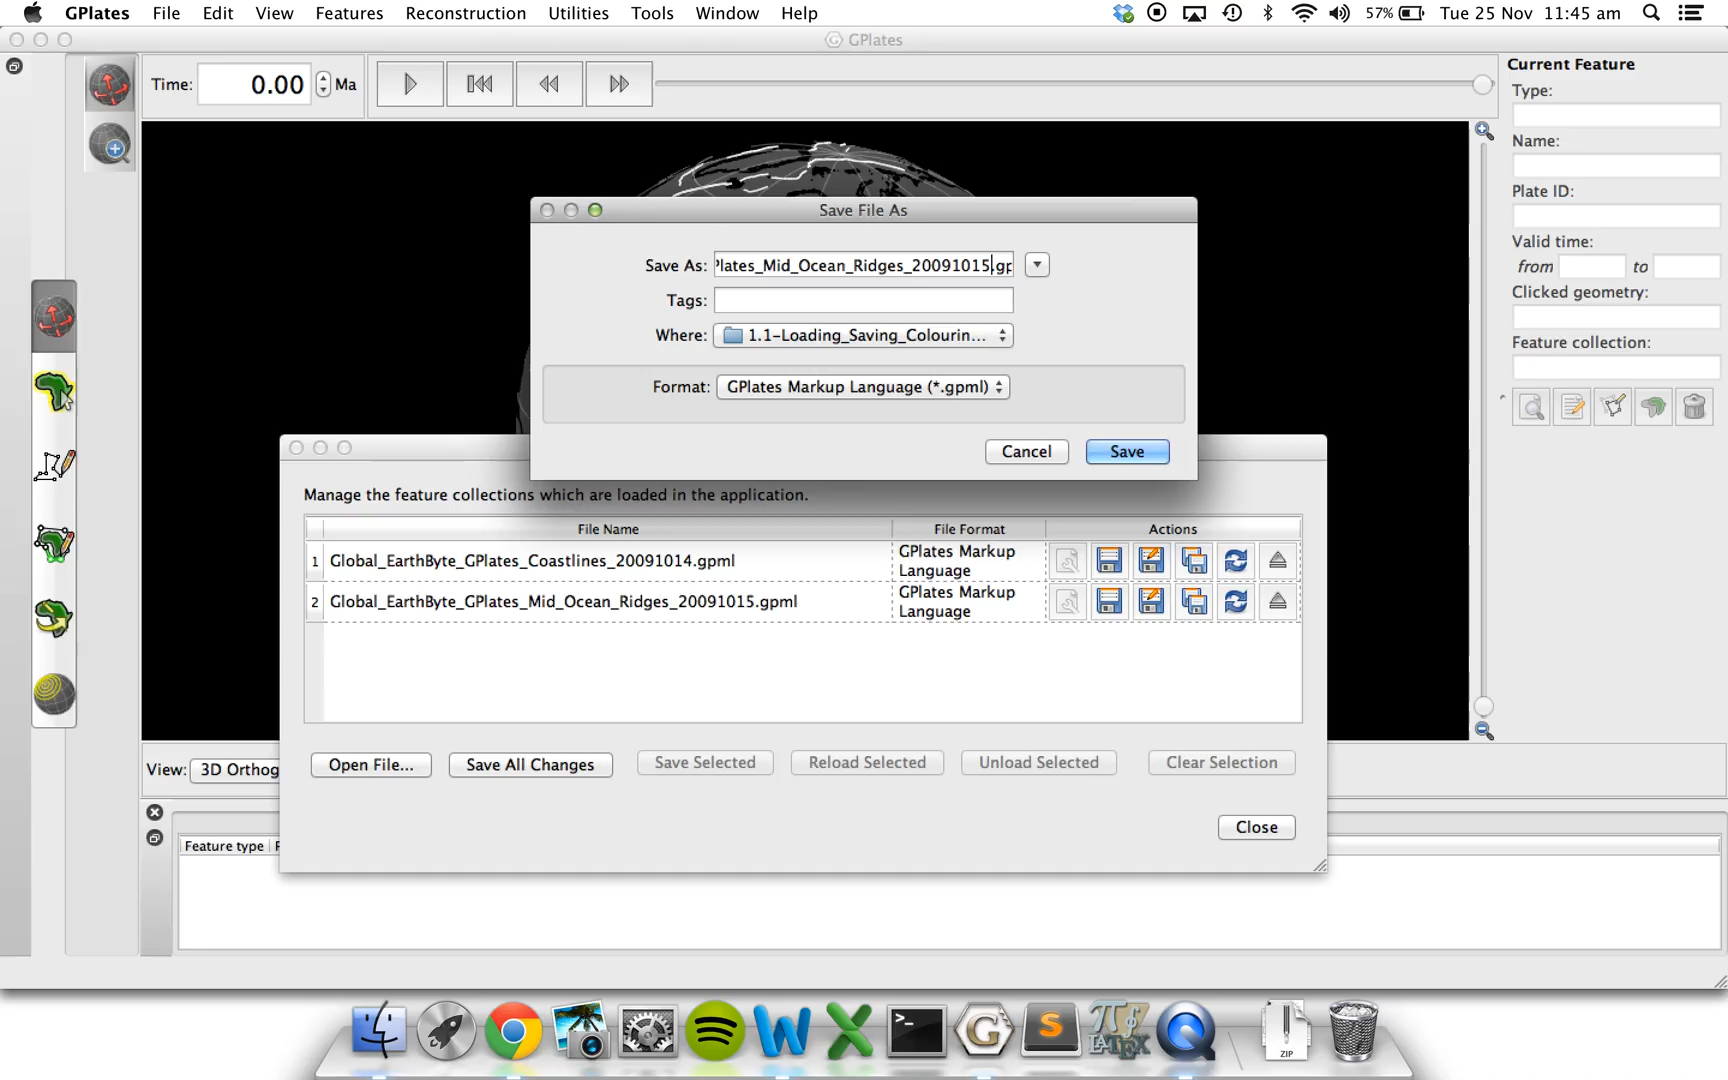 GPlates File Edit View Features Reconstruction Utilities Tools Window Help 57% Tue 25 Nov 11:45 am
GPlates
Time: 0.00 Ma
Current Feature
Type:
Name:
Plate ID:
Valid time:
from to
Clicked geometry:
Feature collection:
Save File As
Save As: Plates_Mid_Ocean_Ridges_20091015.gp
Tags:
Where: 1.1-Loading_Saving_Colourin...
Format: GPlates Markup Language (*.gpml)
Cancel Save
Manage the feature collections which are loaded in the application.
File Name File Format Actions
1 Global_EarthByte_GPlates_Coastlines_20091014.gpml GPlates Markup
Language
2 Global_EarthByte_GPlates_Mid_Ocean_Ridges_20091015.gpml GPlates Markup
Language
Open File... Save All Changes Save Selected Reload Selected Unload Selected Clear Selection
Close
View: 3D Orthog
Feature type
ZIP